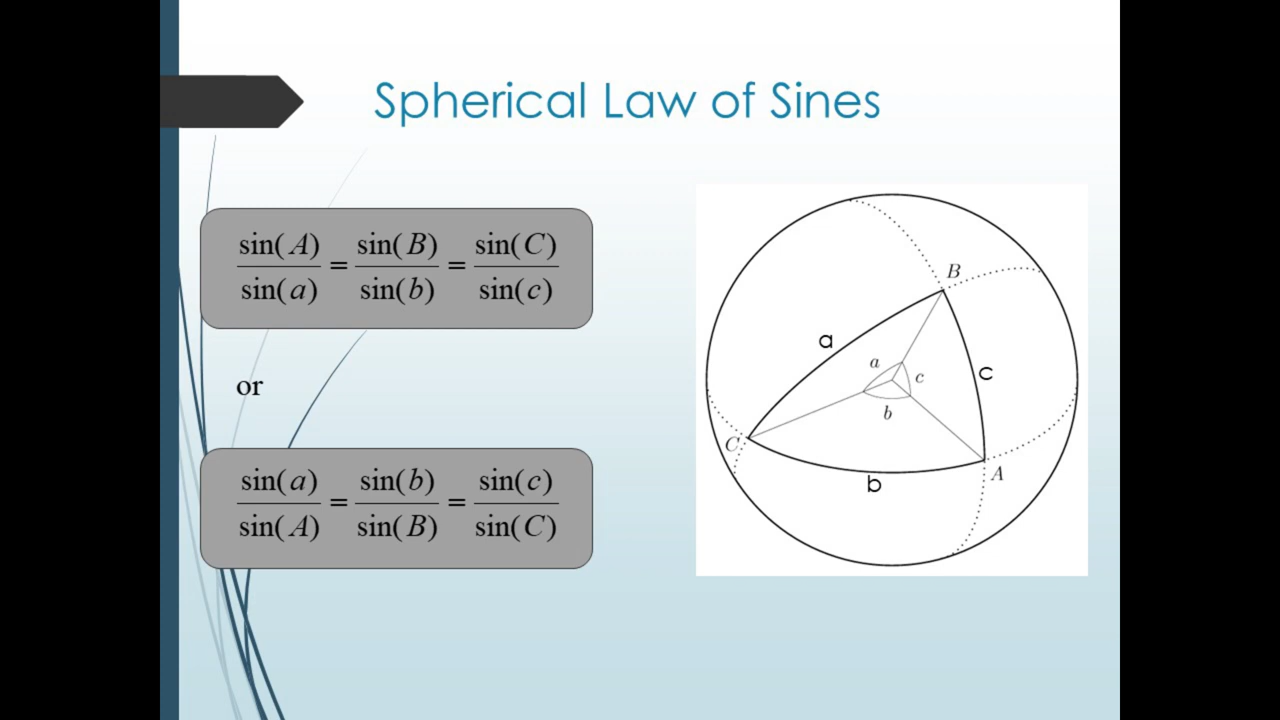 Spherical Law of Sines
sin(A)/sin(a) = sin(B)/sin(b) = sin(C)/sin(c)
or
sin(a)/sin(A) = sin(b)/sin(B) = sin(c)/sin(C)
B
a
a
c
c
b
C
b
A